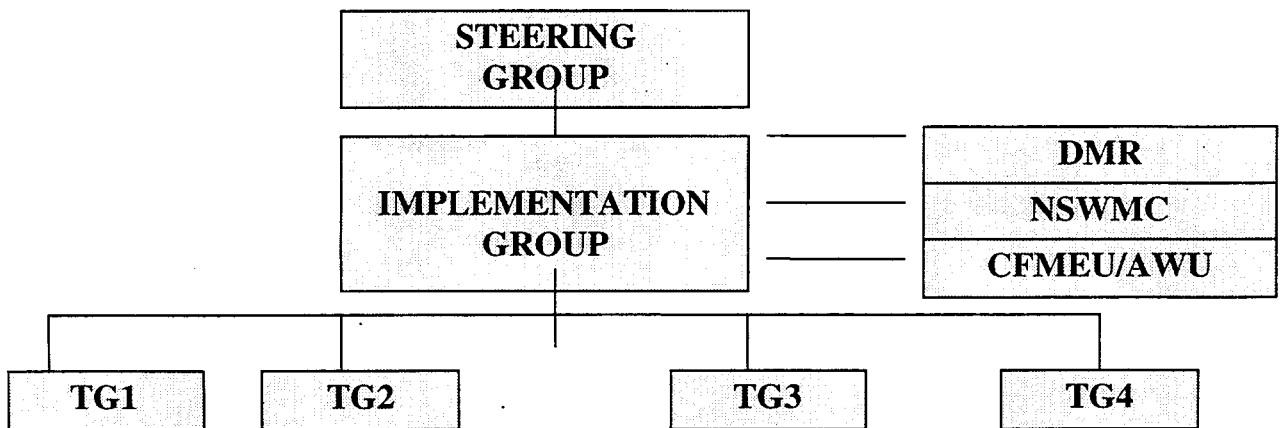 STEERING
GROUP
IMPLEMENTATION
GROUP
DMR
NSWMC
CFMEU/AWU
TG1
TG2
TG3
TG4